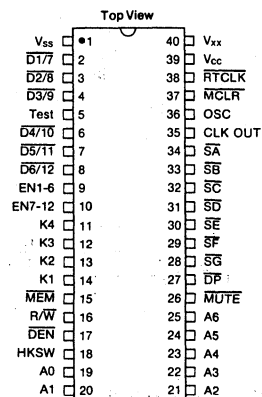 Top View
Vss 1 40 Vxx
D1/7 2 39 Vcc
D2/8 3 38 RTCLK
D3/9 4 37 MCLR
Test 5 36 OSC
D4/10 6 35 CLK OUT
D5/11 7 34 SA
D6/12 8 33 SB
EN1-6 9 32 SC
EN7-12 10 31 SD
K4 11 30 SE
K3 12 29 SF
K2 13 28 SG
K1 14 27 DP
MEM 15 26 MUTE
R/W 16 25 A6
DEN 17 24 A5
HKSW 18 23 A4
A0 19 22 A3
A1 20 21 A2